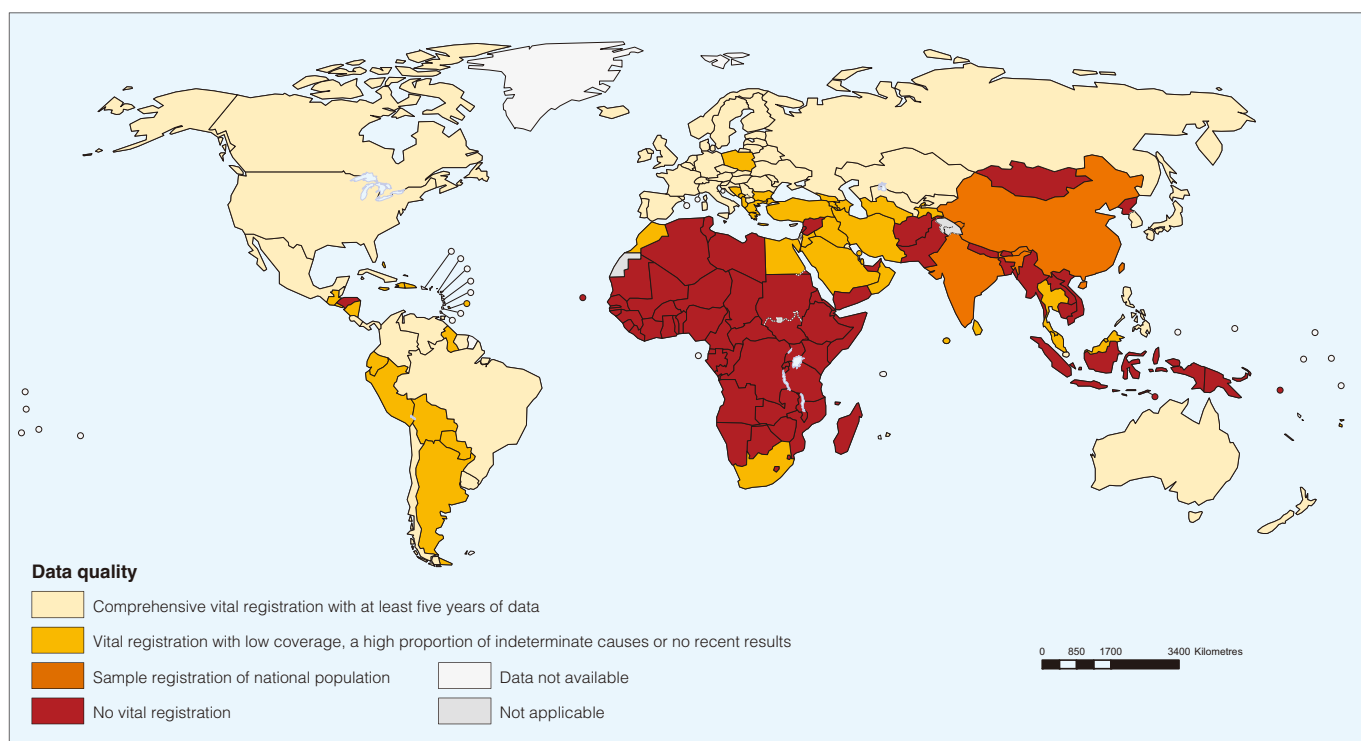 Data quality
Comprehensive vital registration with at least five years of data
Vital registration with low coverage, a high proportion of indeterminate causes or no recent results
Sample registration of national population
Data not available
No vital registration
Not applicable
0 850 1700 3400 Kilometres